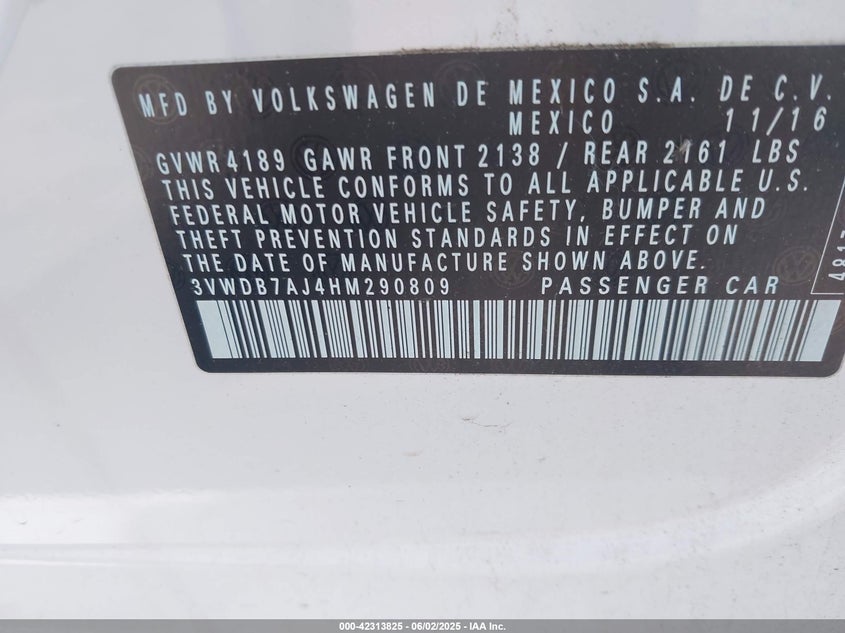 MFD BY VOLKSWAGEN DE MEXICO S.A. DE C.V.
MEXICO 11/16
GVWR4189 GAWR FRONT 2138 / REAR 2161 LBS
THIS VEHICLE CONFORMS TO ALL APPLICABLE U.S.
FEDERAL MOTOR VEHICLE SAFETY, BUMPER AND
THEFT PREVENTION STANDARDS IN EFFECT ON
THE DATE OF MANUFACTURE SHOWN ABOVE.
3VWDB7AJ4HM290809 PASSENGER CAR
000-42313825 - 06/02/2025 - IAA Inc.